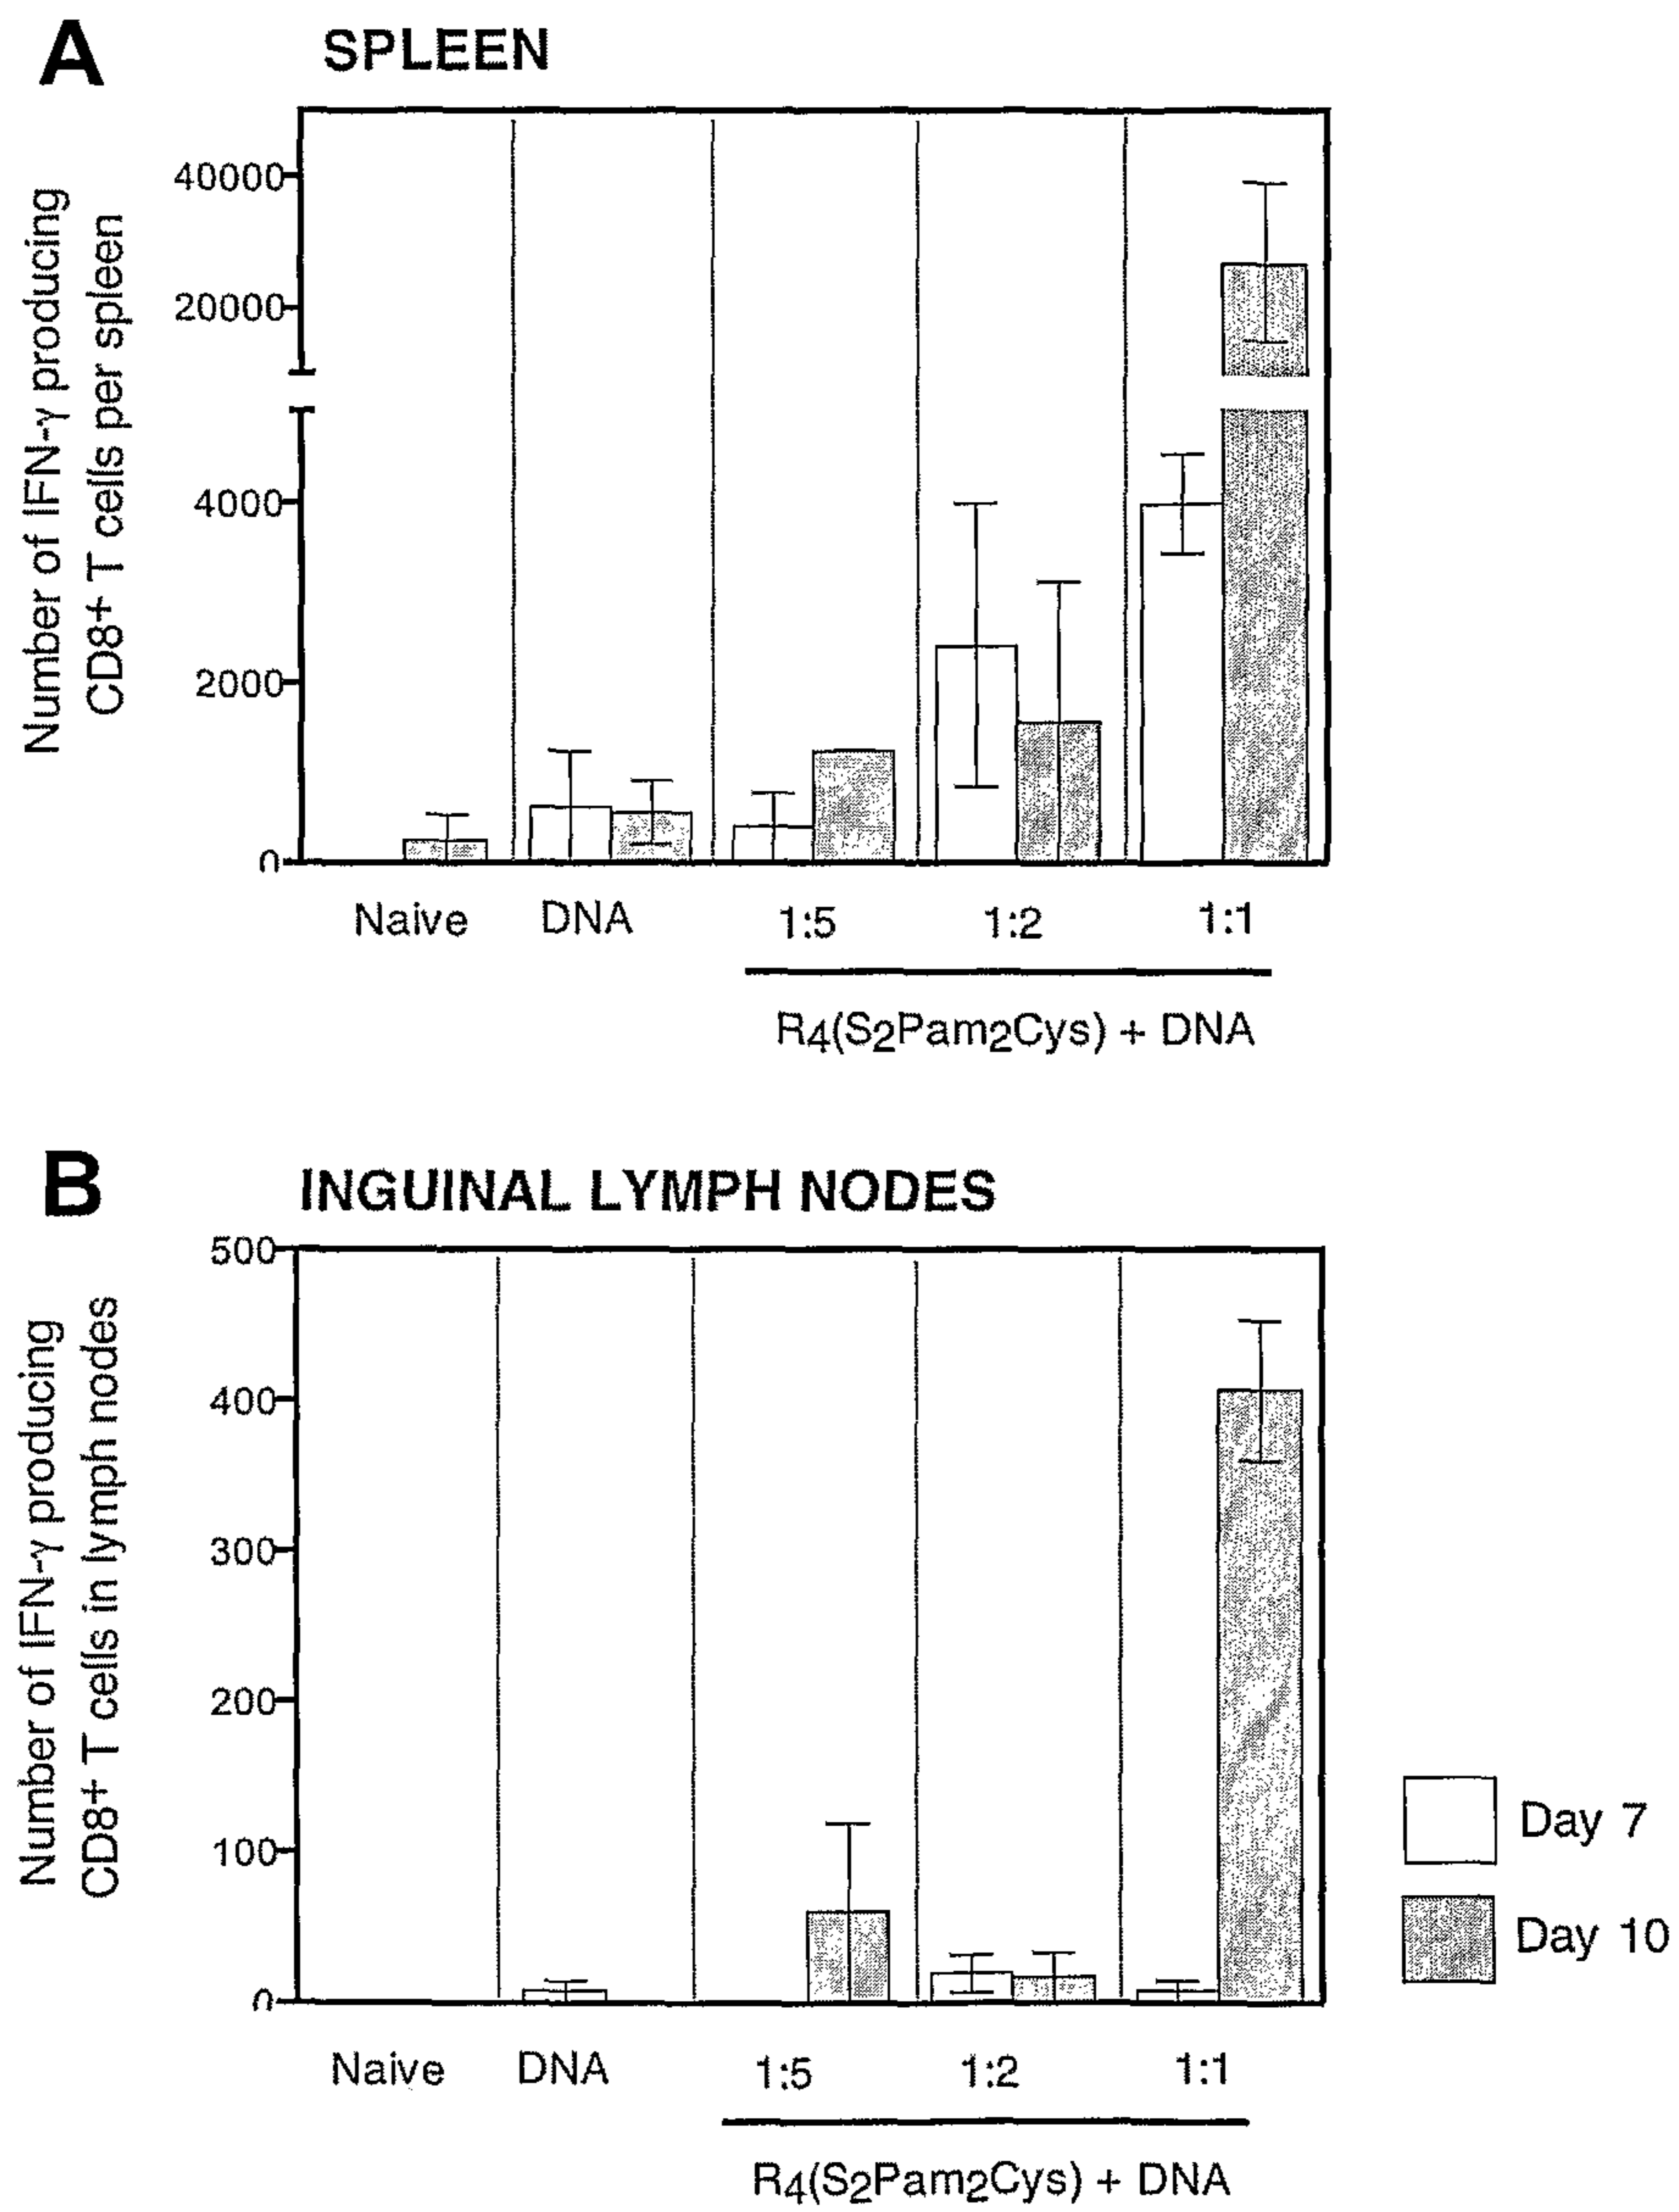 A
SPLEEN
Number of IFN-γ producing
CD8+ T cells per spleen
40000
20000
4000
2000
0
Naive DNA 1:5 1:2 1:1
R4(S2Pam2Cys) + DNA
B
INGUINAL LYMPH NODES
Number of IFN-γ producing
CD8+ T cells in lymph nodes
500
400
300
200
100
0
Day 7
Day 10
Naive DNA 1:5 1:2 1:1
R4(S2Pam2Cys) + DNA